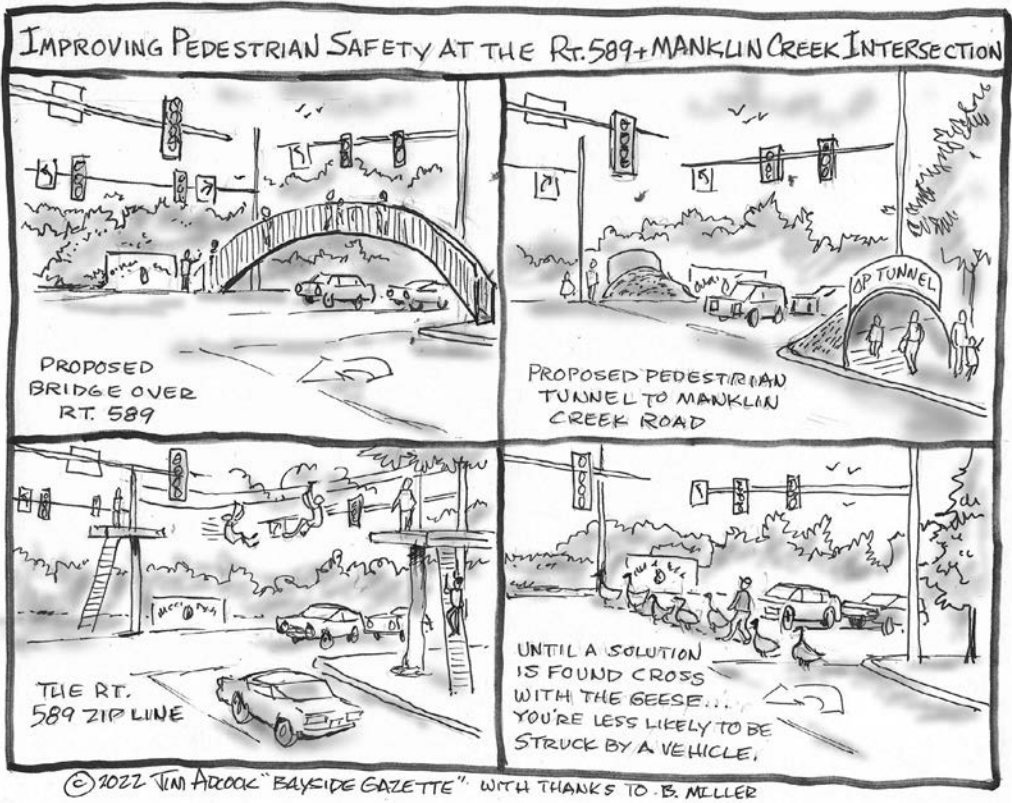 IMPROVING PEDESTRIAN SAFETY AT THE RT. 589 + MANKLIN CREEK INTERSECTION
PROPOSED
BRIDGE OVER
RT. 589
OP TUNNEL
PROPOSED PEDESTRIAN
TUNNEL TO MANKLIN
CREEK ROAD
THE RT.
589 ZIP LINE
UNTIL A SOLUTION
IS FOUND CROSS
WITH THE GEESE...
YOU'RE LESS LIKELY TO BE
STRUCK BY A VEHICLE.
© 2022 JIM ADCOCK "BAYSIDE GAZETTE" WITH THANKS TO B. MILLER